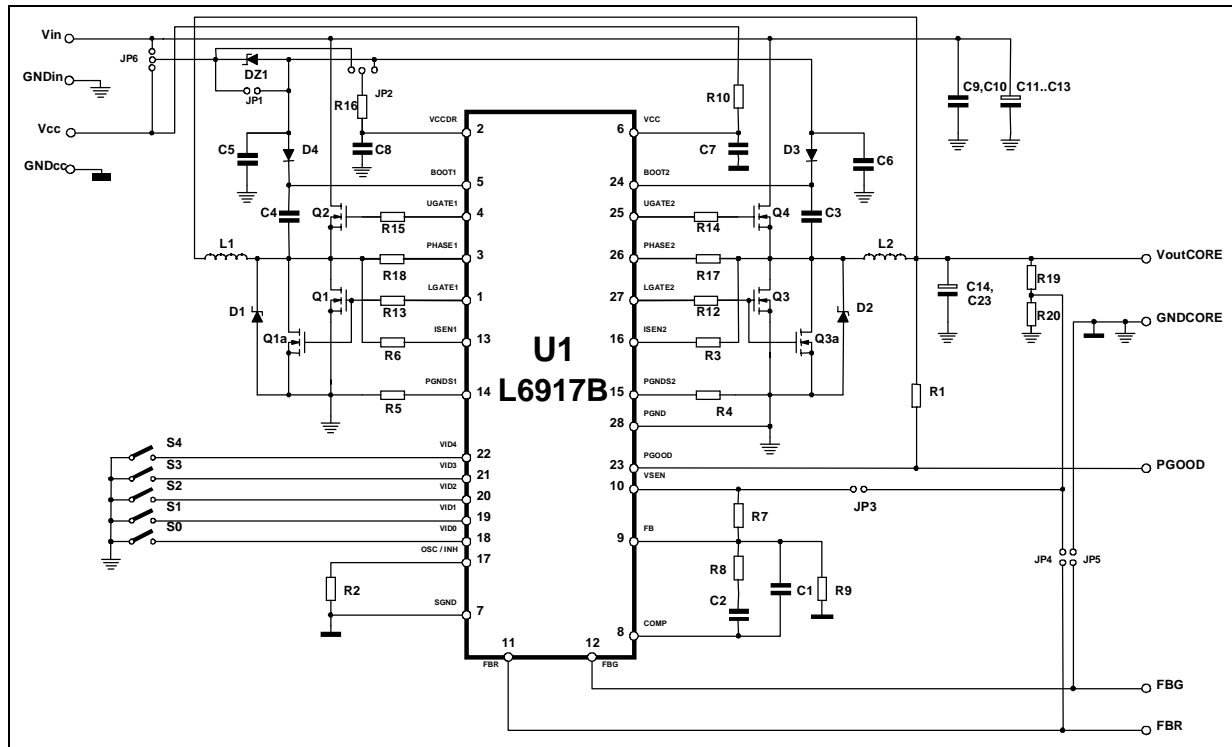 Vin
JP6
DZ1
JP1
JP2
C9,C10
C11..C13
GNDin
R16
R10
Vcc
VCCDR
2
6
VCC
C5
D4
C8
C7
D3
C6
GNDcc
BOOT1
5
24
BOOT2
C4
Q2
UGATE1
4
25
UGATE2
Q4
C3
R15
R14
L1
PHASE1
3
26
PHASE2
L2
VoutCORE
R18
R17
R19
Q1
LGATE1
1
27
LGATE2
Q3
C14,
C23
D1
R13
R12
D2
R20
GNDCORE
Q1a
ISEN1
13
16
ISEN2
Q3a
R6
R3
U1
L6917B
R1
PGNDS1
14
15
PGNDS2
R5
R4
28
PGND
S4
VID4
22
23
PGOOD
PGOOD
S3
VID3
21
VSEN
10
S2
VID2
20
JP3
S1
VID1
19
R7
S0
VID0
18
9
FB
OSC / INH
17
JP4
JP5
R2
R8
C1
R9
C2
SGND
7
8
COMP
11
12
FBR
FBG
FBG
FBR